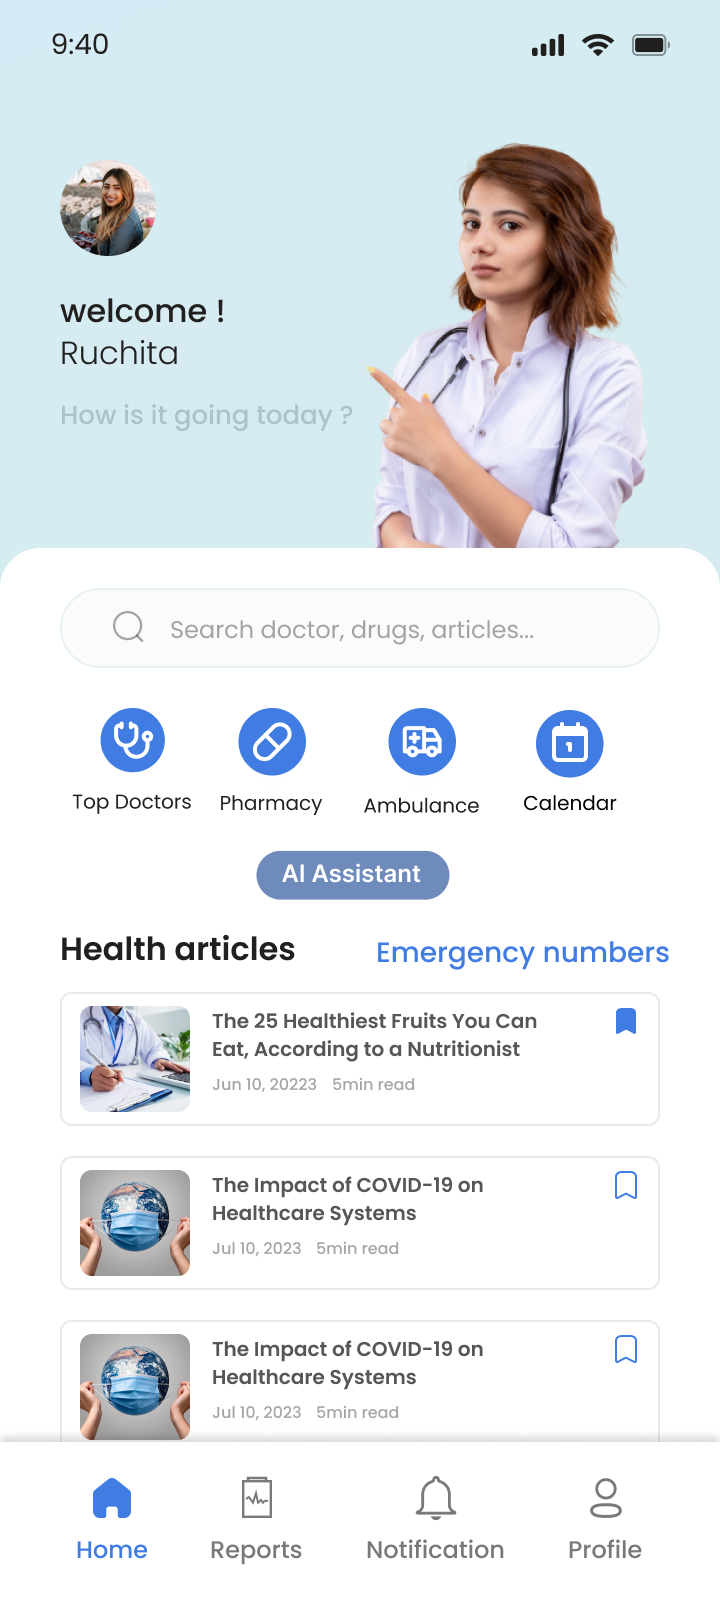 9:40
welcome !
Ruchita
How is it going today ?
Search doctor, drugs, articles...
Top Doctors
Pharmacy
Ambulance
1
Calendar
AI Assistant
Health articles
Emergency numbers
The 25 Healthiest Fruits You Can
Eat, According to a Nutritionist
Jun 10, 20223 5min read
The Impact of COVID-19 on
Healthcare Systems
Jul 10, 2023 5min read
The Impact of COVID-19 on
Healthcare Systems
Jul 10, 2023 5min read
Home
Reports
Notification
Profile